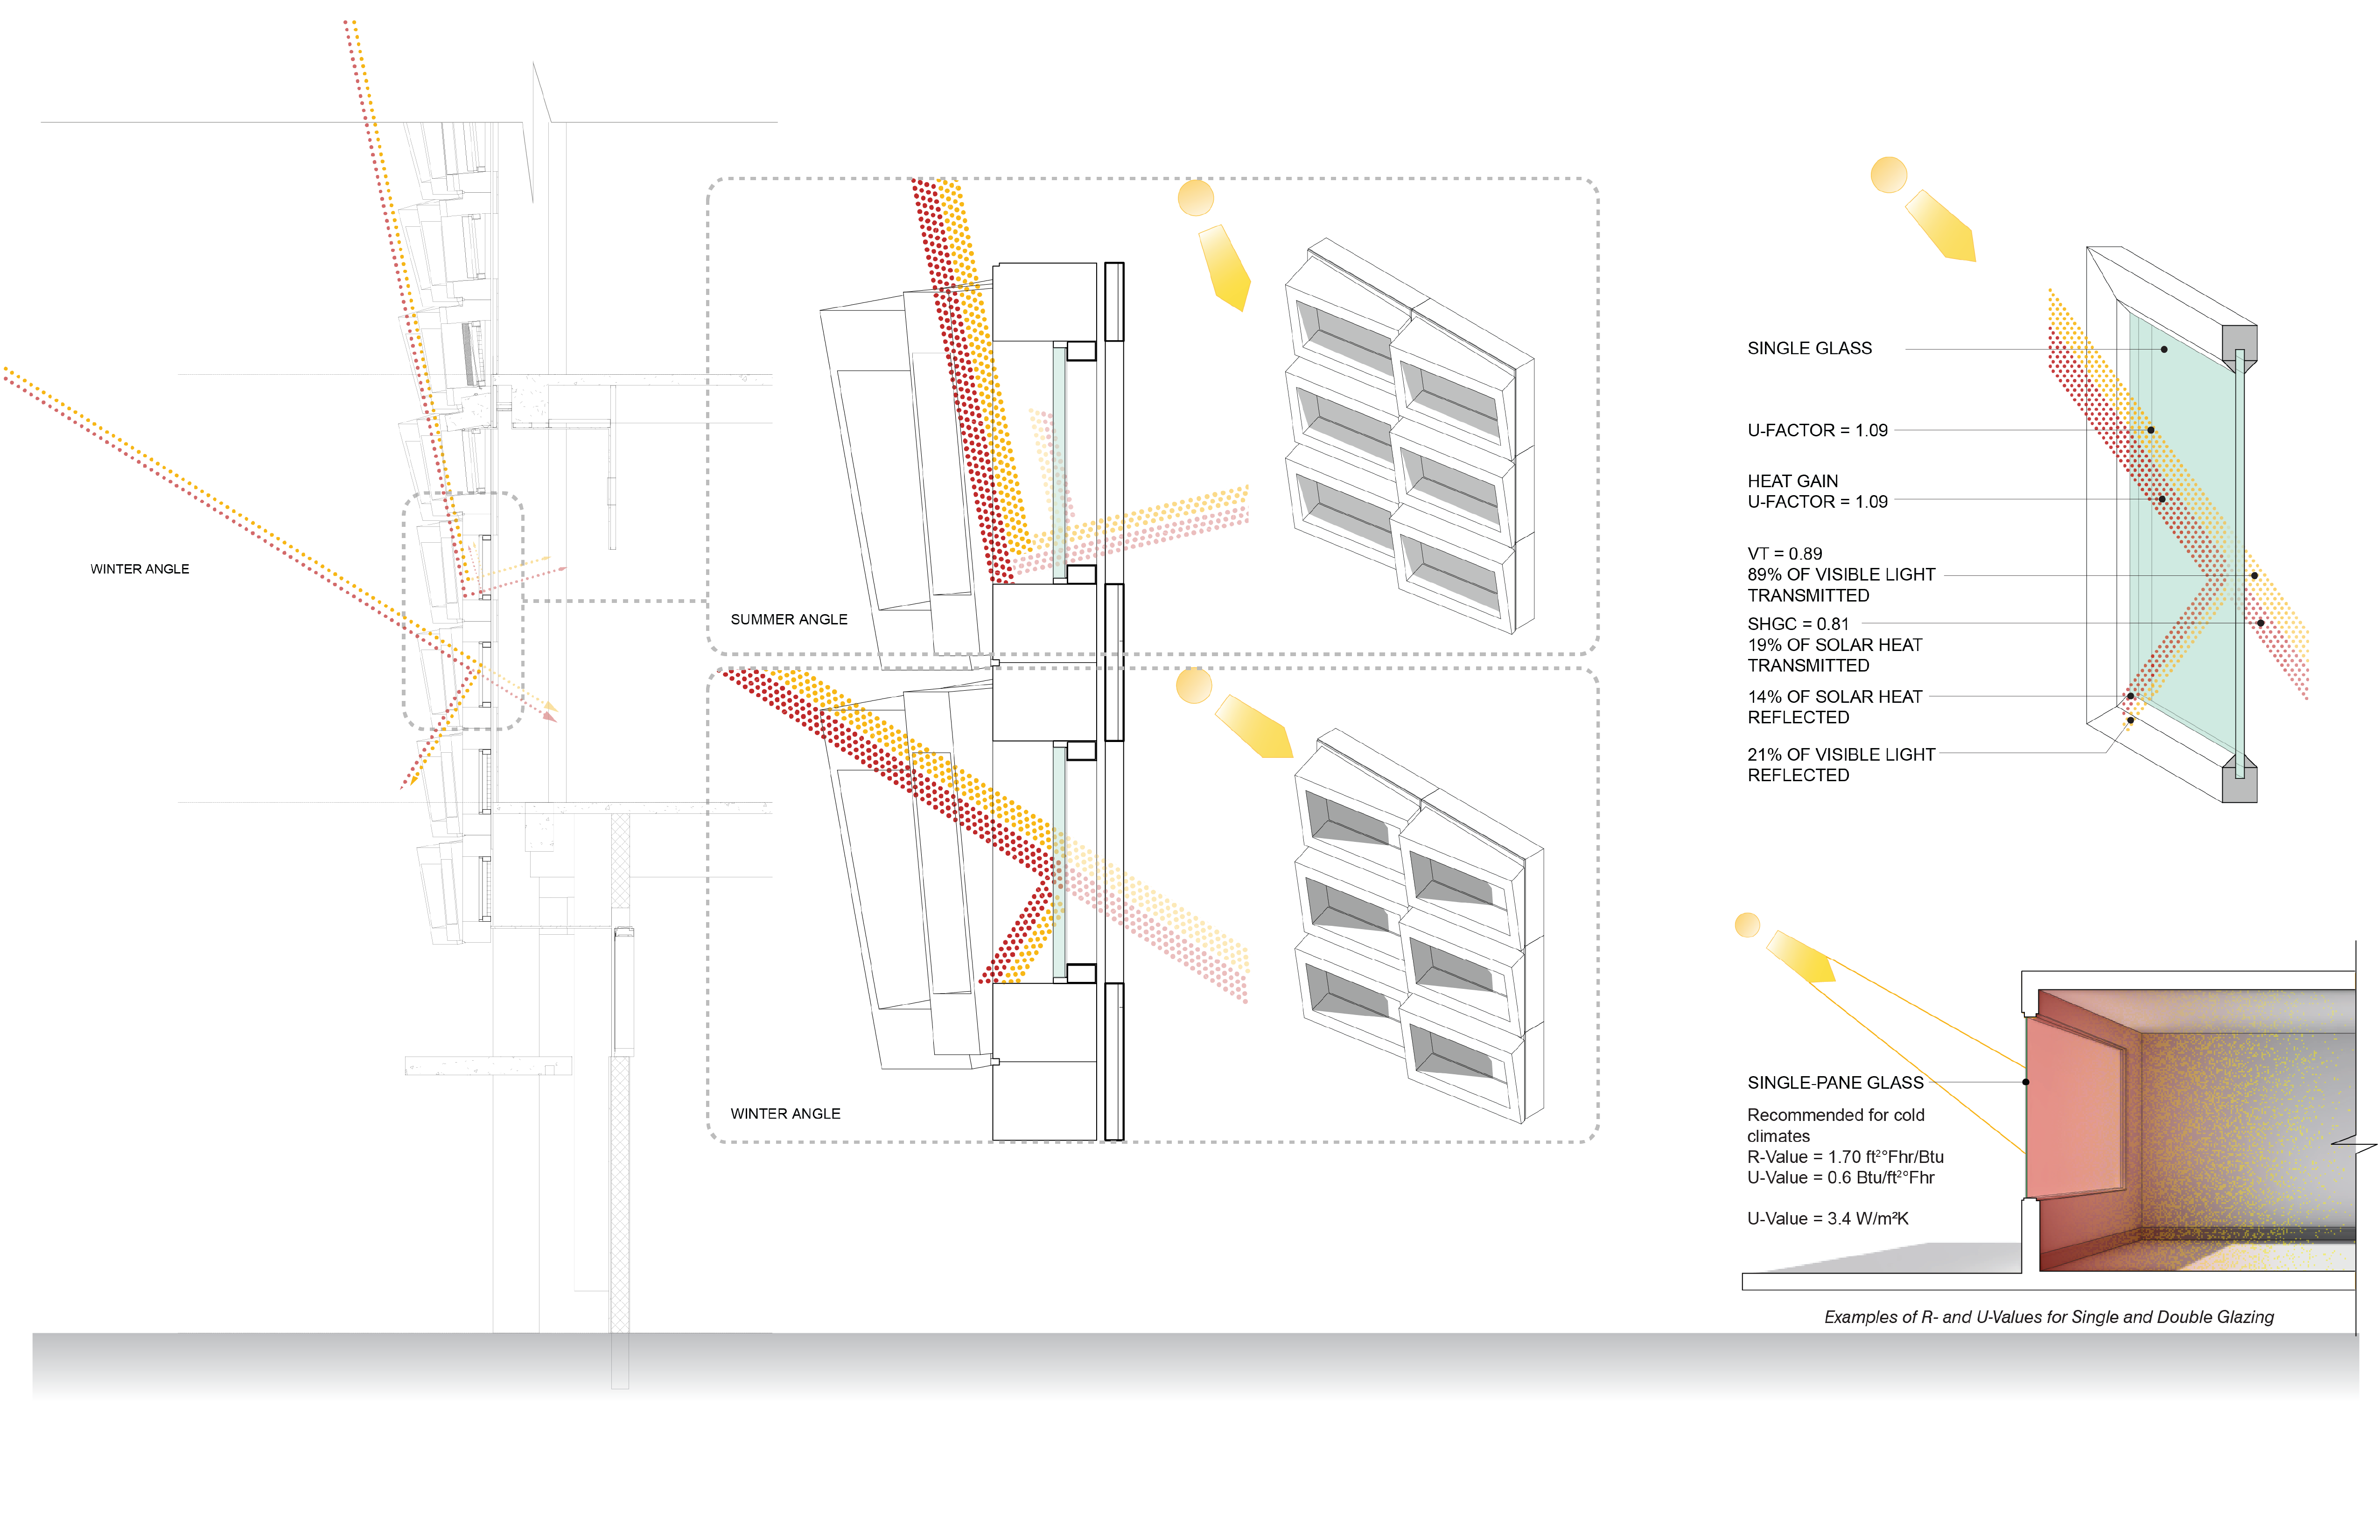 WINTER ANGLE
SUMMER ANGLE
WINTER ANGLE
SINGLE GLASS
U-FACTOR = 1.09
HEAT GAIN
U-FACTOR = 1.09
VT = 0.89
89% OF VISIBLE LIGHT
TRANSMITTED
SHGC = 0.81
19% OF SOLAR HEAT
TRANSMITTED
14% OF SOLAR HEAT
REFLECTED
21% OF VISIBLE LIGHT
REFLECTED
SINGLE-PANE GLASS
Recommended for cold
climates
R-Value = 1.70 ft²°Fhr/Btu
U-Value = 0.6 Btu/ft²°Fhr
U-Value = 3.4 W/m²K
Examples of R- and U-Values for Single and Double Glazing